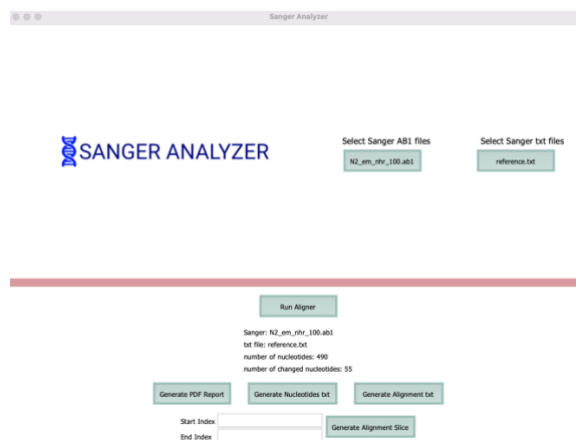 Sanger Analyzer
SANGER ANALYZER
Select Sanger AB1 files
N2_em_nhr_100.ab1
Select Sanger txt files
reference.txt
Run Aligner
Sanger: N2_em_nhr_100.ab1
txt file: reference.txt
number of nucleotides: 490
number of changed nucleotides: 55
Generate PDF Report
Generate Nucleotides txt
Generate Alignment txt
Start Index
End Index
Generate Alignment Slice